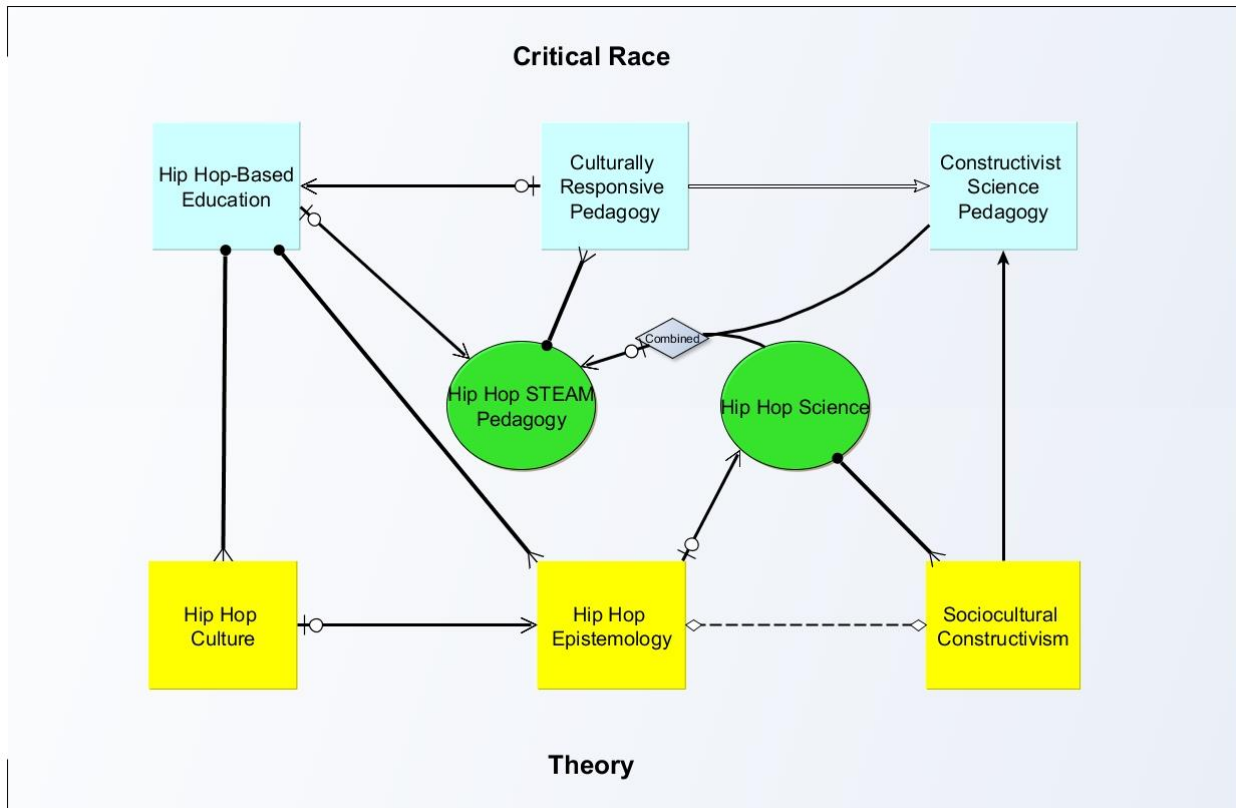 Critical Race
Hip Hop-Based
Education
Culturally
Responsive
Pedagogy
Constructivist
Science
Pedagogy
Combined
Hip Hop STEAM
Pedagogy
Hip Hop Science
Hip Hop
Culture
Hip Hop
Epistemology
Sociocultural
Constructivism
Theory